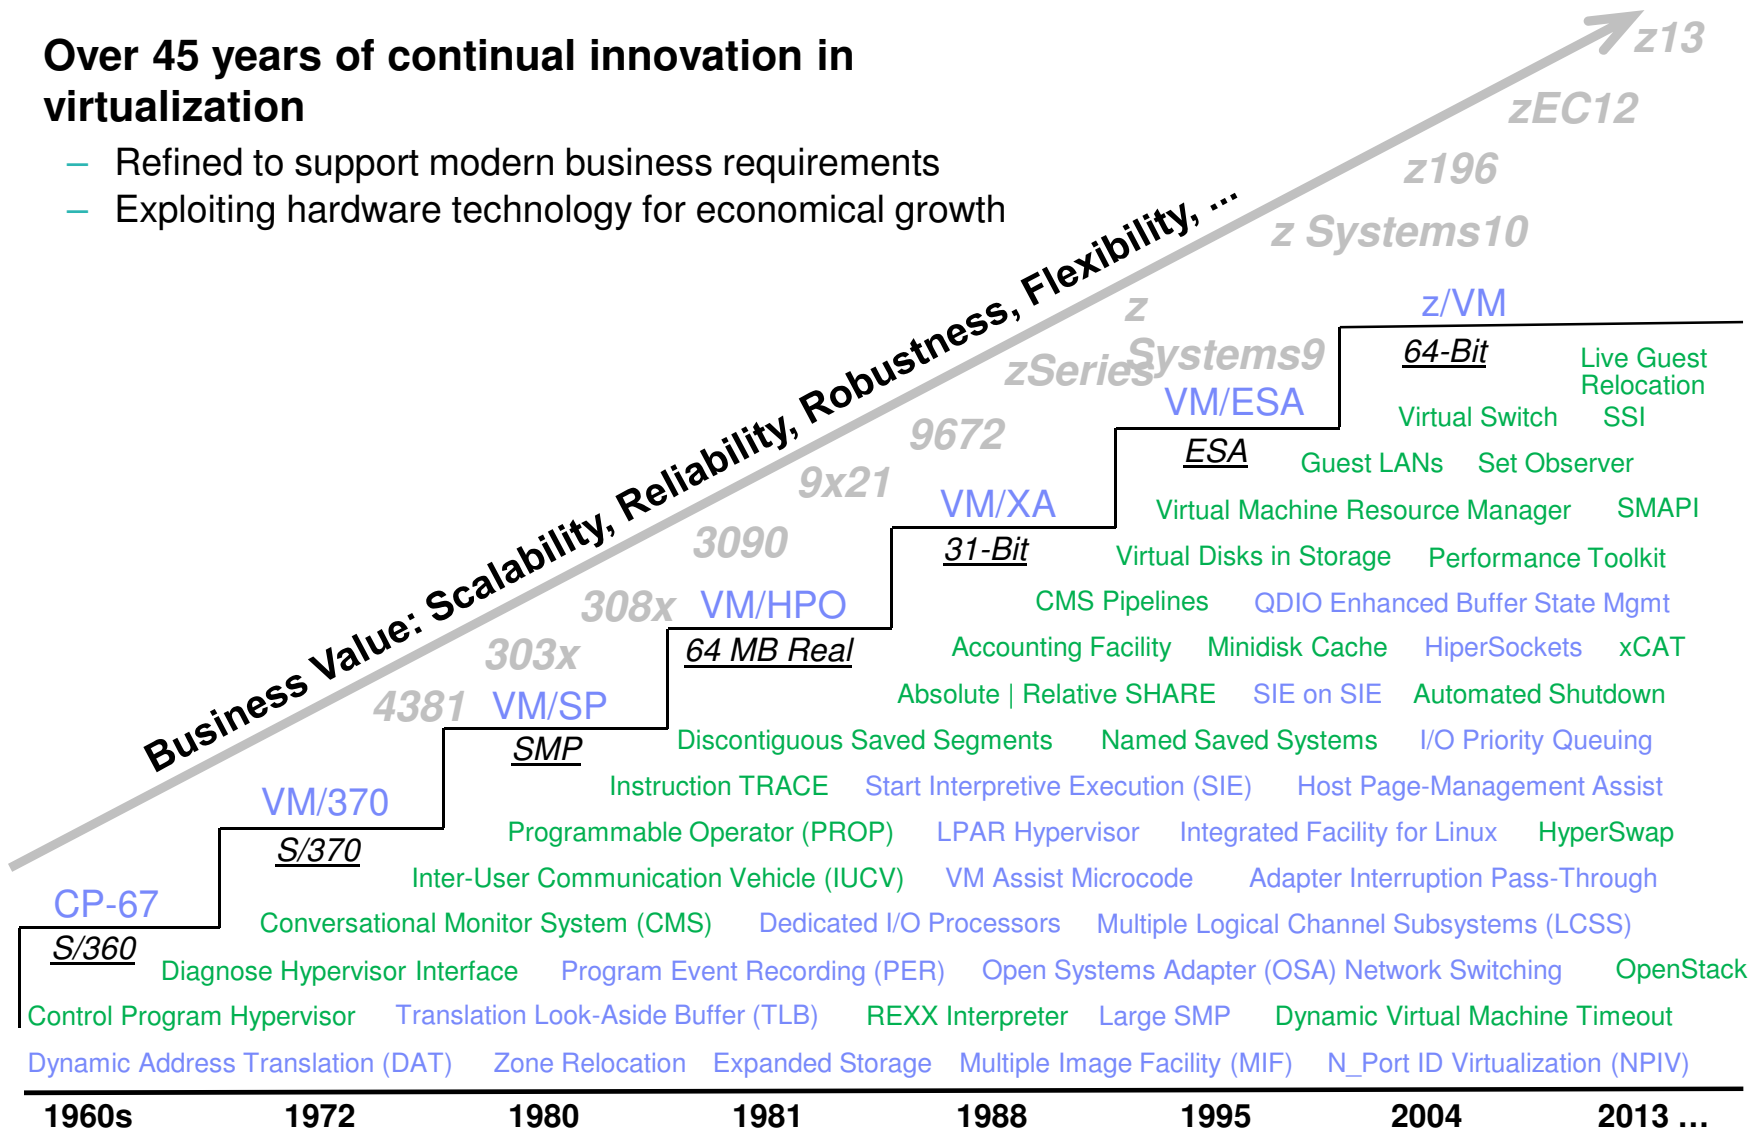 Over 45 years of continual innovation in
virtualization
– Refined to support modern business requirements
– Exploiting hardware technology for economical growth
Business Value: Scalability, Reliability, Robustness, Flexibility, ...
z13
zEC12
z196
z Systems10
z
Systems9
zSeries
9672
9x21
3090
308x
303x
4381
z/VM
64-Bit
VM/ESA
ESA
VM/XA
31-Bit
VM/HPO
64 MB Real
VM/SP
SMP
VM/370
S/370
CP-67
S/360
Live Guest
Relocation
Virtual Switch SSI
Guest LANs Set Observer
Virtual Machine Resource Manager SMAPI
Virtual Disks in Storage Performance Toolkit
CMS Pipelines QDIO Enhanced Buffer State Mgmt
Accounting Facility Minidisk Cache HiperSockets xCAT
Absolute | Relative SHARE SIE on SIE Automated Shutdown
Discontiguous Saved Segments Named Saved Systems I/O Priority Queuing
Instruction TRACE Start Interpretive Execution (SIE) Host Page-Management Assist
Programmable Operator (PROP) LPAR Hypervisor Integrated Facility for Linux HyperSwap
Inter-User Communication Vehicle (IUCV) VM Assist Microcode Adapter Interruption Pass-Through
Conversational Monitor System (CMS) Dedicated I/O Processors Multiple Logical Channel Subsystems (LCSS)
Diagnose Hypervisor Interface Program Event Recording (PER) Open Systems Adapter (OSA) Network Switching OpenStack
Control Program Hypervisor Translation Look-Aside Buffer (TLB) REXX Interpreter Large SMP Dynamic Virtual Machine Timeout
Dynamic Address Translation (DAT) Zone Relocation Expanded Storage Multiple Image Facility (MIF) N_Port ID Virtualization (NPIV)
1960s 1972 1980 1981 1988 1995 2004 2013 ...